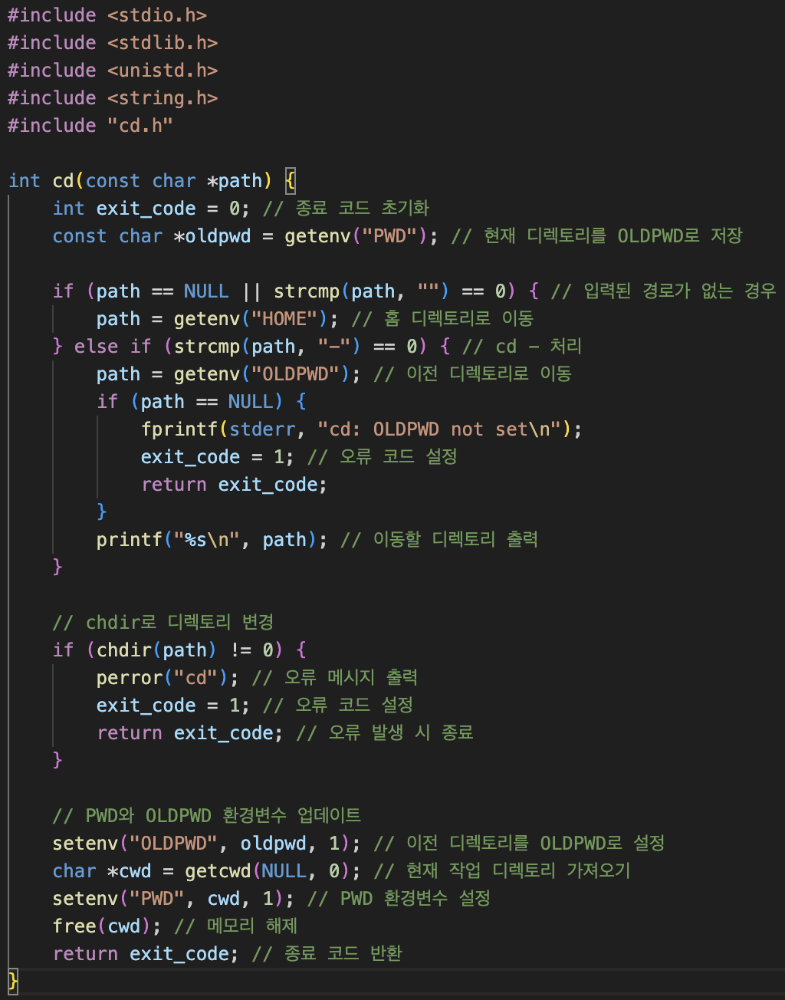 #include <stdio.h>
#include <stdlib.h>
#include <unistd.h>
#include <string.h>
#include "cd.h"
int cd(const char *path) {
    int exit_code = 0; // 종료 코드 초기화
    const char *oldpwd = getenv("PWD"); // 현재 디렉토리를 OLDPWD로 저장
    if (path == NULL || strcmp(path, "") == 0) { // 입력된 경로가 없는 경우
        path = getenv("HOME"); // 홈 디렉토리로 이동
    } else if (strcmp(path, "-") == 0) { // cd - 처리
        path = getenv("OLDPWD"); // 이전 디렉토리로 이동
        if (path == NULL) {
            fprintf(stderr, "cd: OLDPWD not set\n");
            exit_code = 1; // 오류 코드 설정
            return exit_code;
        }
        printf("%s\n", path); // 이동할 디렉토리 출력
    }
    // chdir로 디렉토리 변경
    if (chdir(path) != 0) {
        perror("cd"); // 오류 메시지 출력
        exit_code = 1; // 오류 코드 설정
        return exit_code; // 오류 발생 시 종료
    }
    // PWD와 OLDPWD 환경변수 업데이트
    setenv("OLDPWD", oldpwd, 1); // 이전 디렉토리를 OLDPWD로 설정
    char *cwd = getcwd(NULL, 0); // 현재 작업 디렉토리 가져오기
    setenv("PWD", cwd, 1); // PWD 환경변수 설정
    free(cwd); // 메모리 해제
    return exit_code; // 종료 코드 반환
}